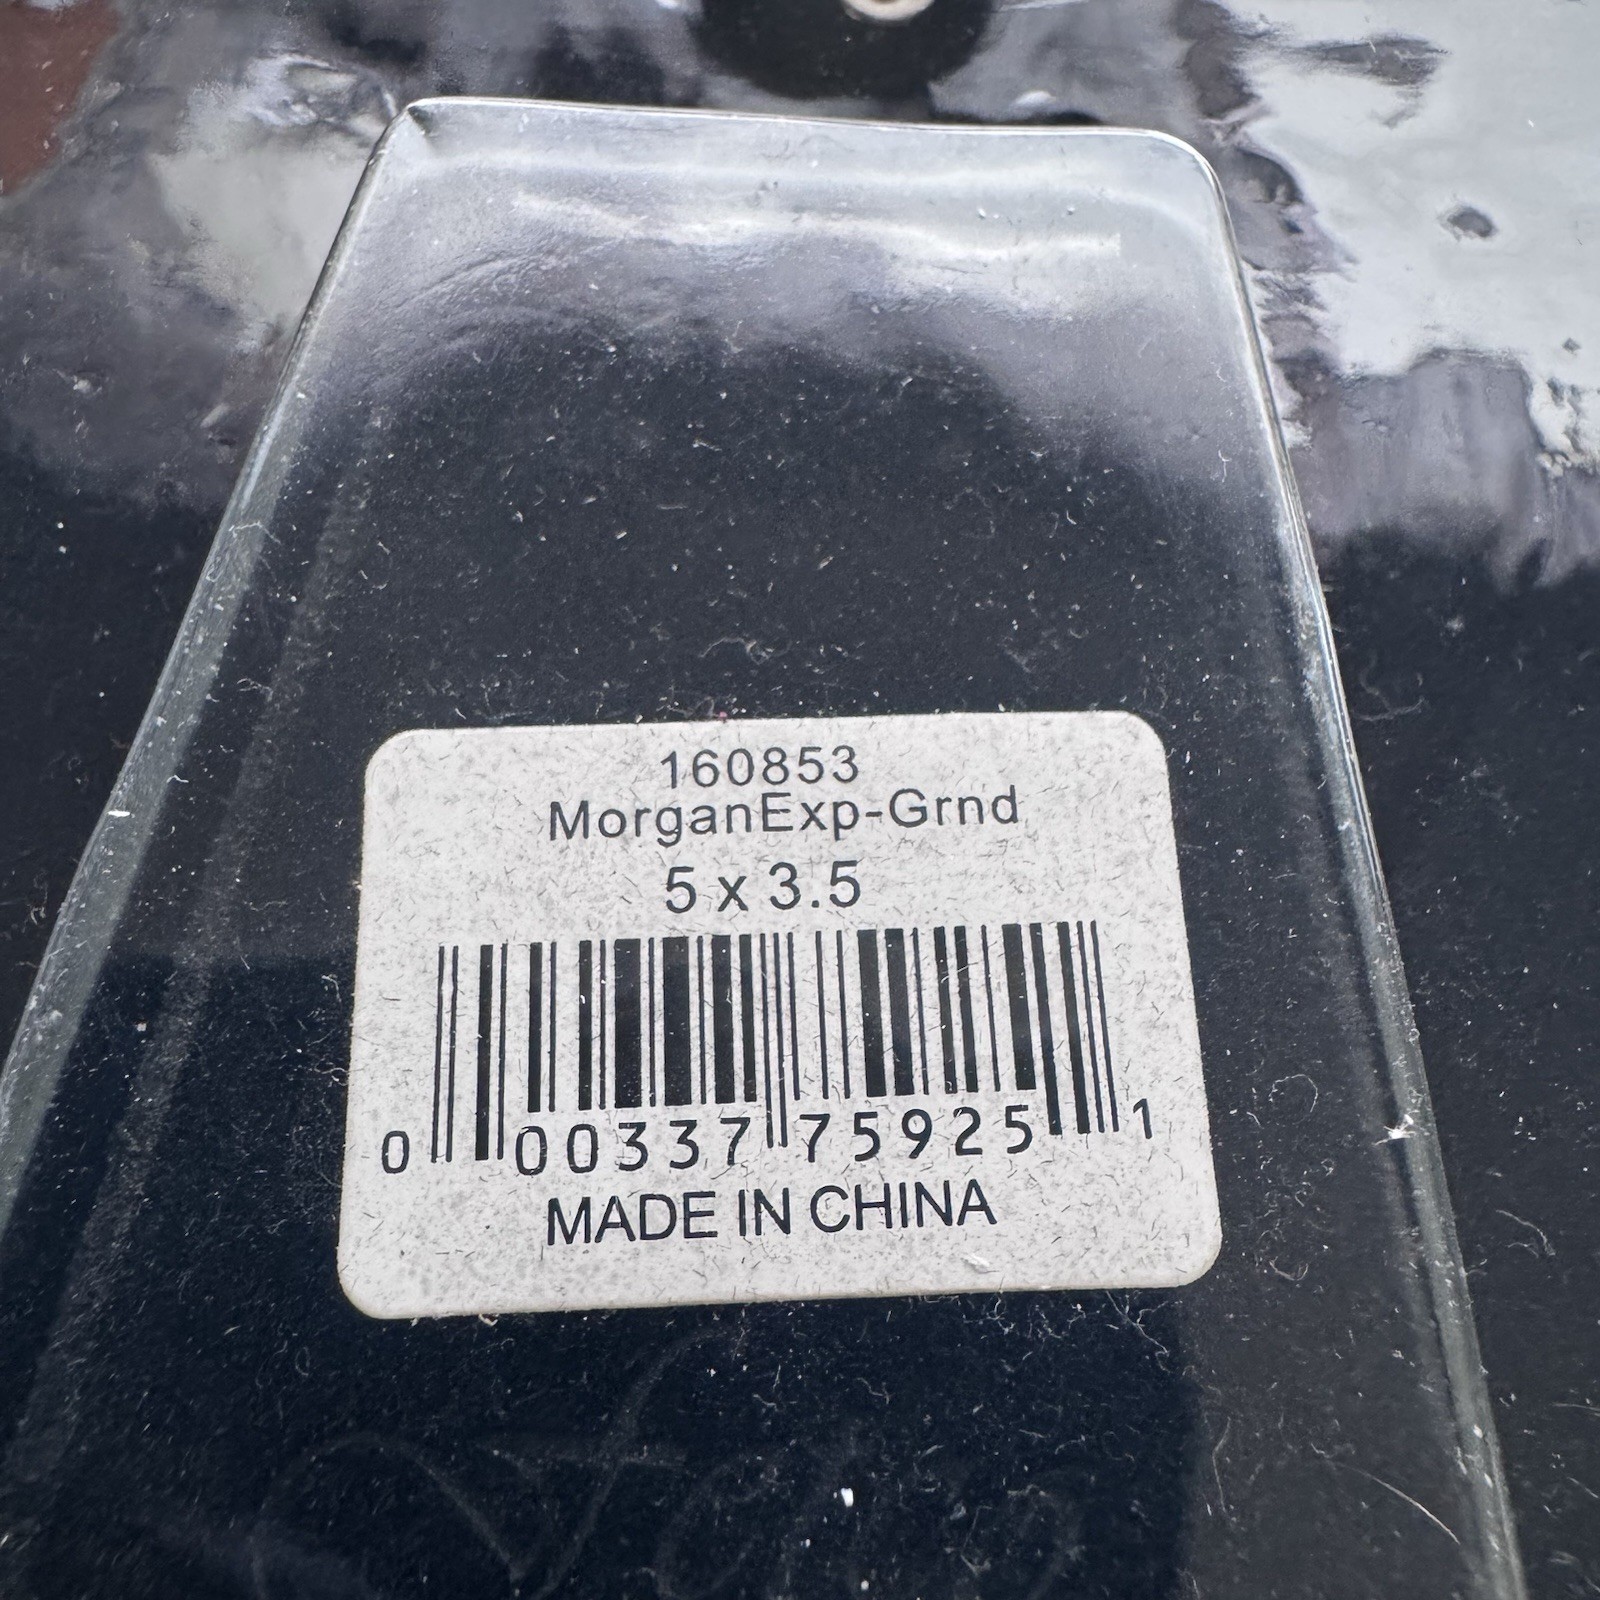 160853
MorganExp-Grnd
5 x 3.5
0 00337 75925 1
MADE IN CHINA